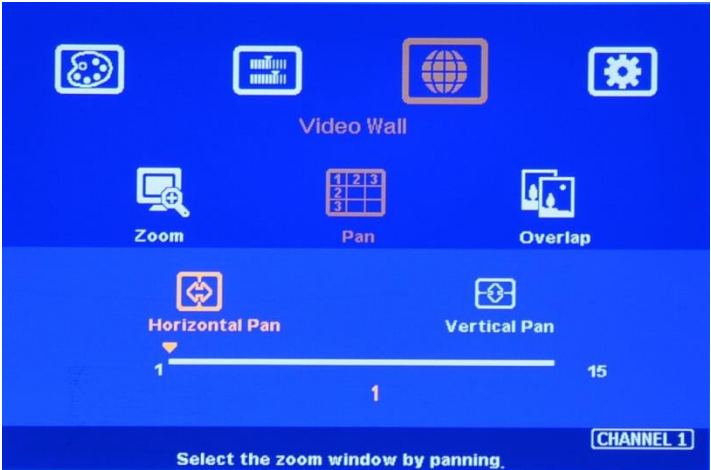 Video Wall
1 2 3
2
3
Zoom
Pan
Overlap
Horizontal Pan
Vertical Pan
1
15
1
CHANNEL 1
Select the zoom window by panning.